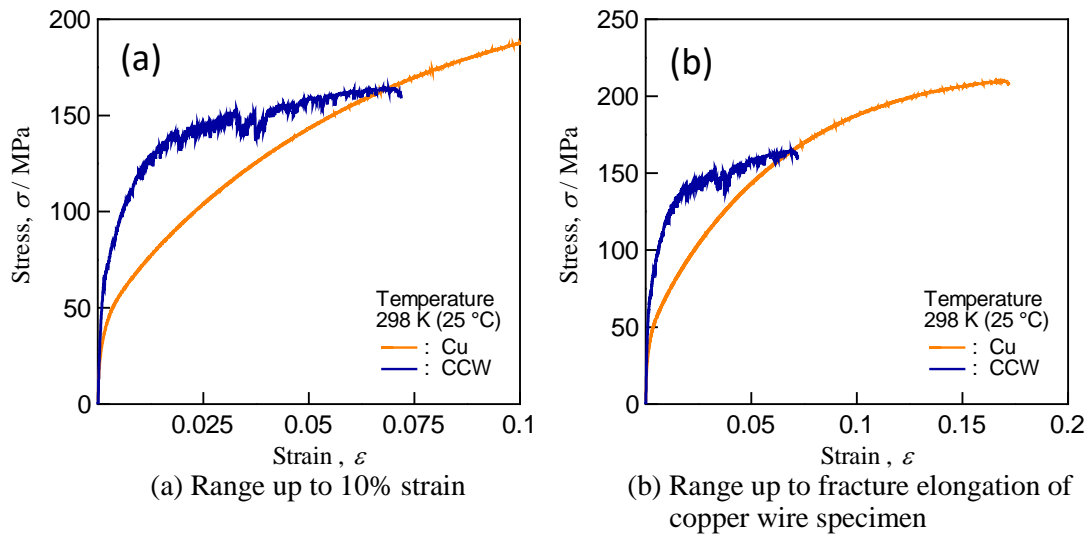 200
150
100
50
0
(a)
Stress, σ / MPa
Temperature
298 K (25 °C)
: Cu
: CCW
0.025
0.05
0.075
0.1
Strain , ε
(a) Range up to 10% strain
250
200
150
100
50
0
(b)
Stress, σ / MPa
Temperature
298 K (25 °C)
: Cu
: CCW
0.05
0.1
0.15
0.2
Strain , ε
(b) Range up to fracture elongation of
copper wire specimen